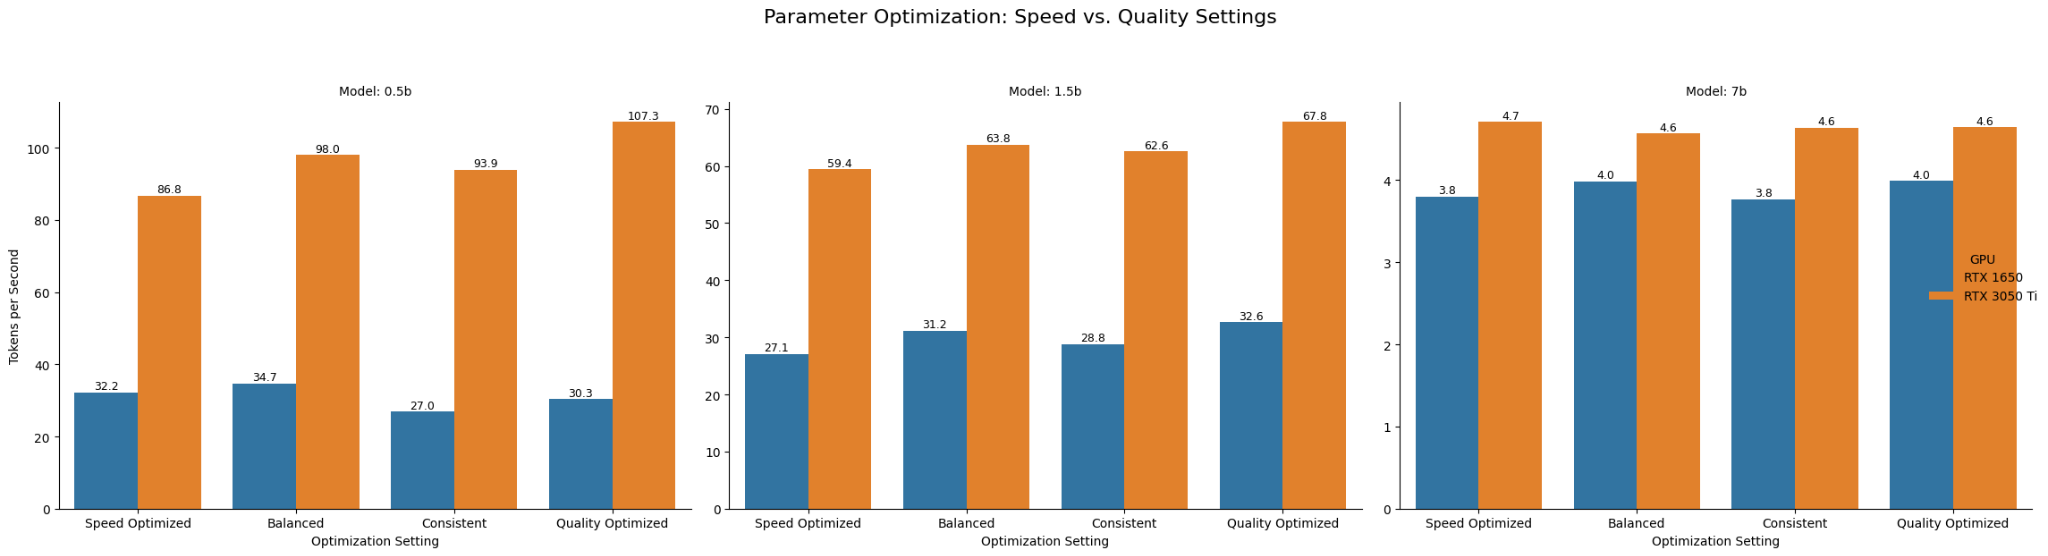 Parameter Optimization: Speed vs. Quality Settings
Model: 0.5b
Tokens per Second
100
80
60
40
20
0
86.8
98.0
93.9
107.3
32.2
34.7
27.0
30.3
Speed Optimized
Balanced
Consistent
Quality Optimized
Optimization Setting
Model: 1.5b
70
60
50
40
30
20
10
0
59.4
63.8
62.6
67.8
27.1
31.2
28.8
32.6
Speed Optimized
Balanced
Consistent
Quality Optimized
Optimization Setting
Model: 7b
4
3
2
1
0
4.7
4.6
4.6
4.6
3.8
4.0
3.8
4.0
Speed Optimized
Balanced
Consistent
Quality Optimized
Optimization Setting
GPU
RTX 1650
RTX 3050 Ti